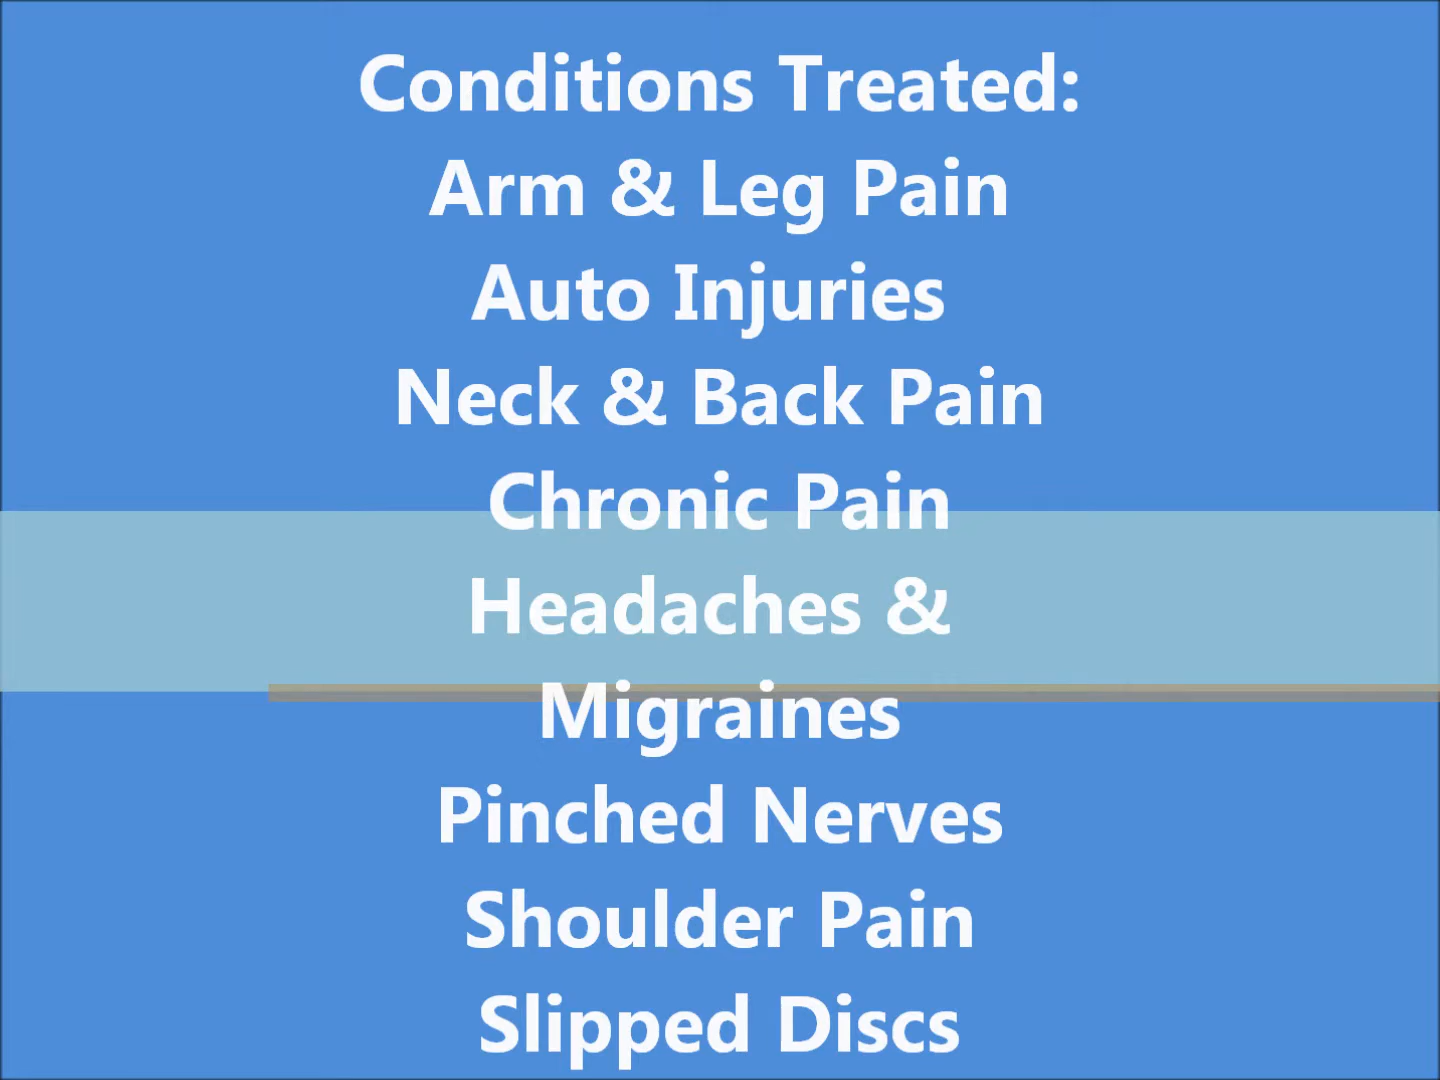 Conditions Treated:
Arm & Leg Pain
Auto Injuries
Neck & Back Pain
Chronic Pain
Headaches &
Migraines
Pinched Nerves
Shoulder Pain
Slipped Discs